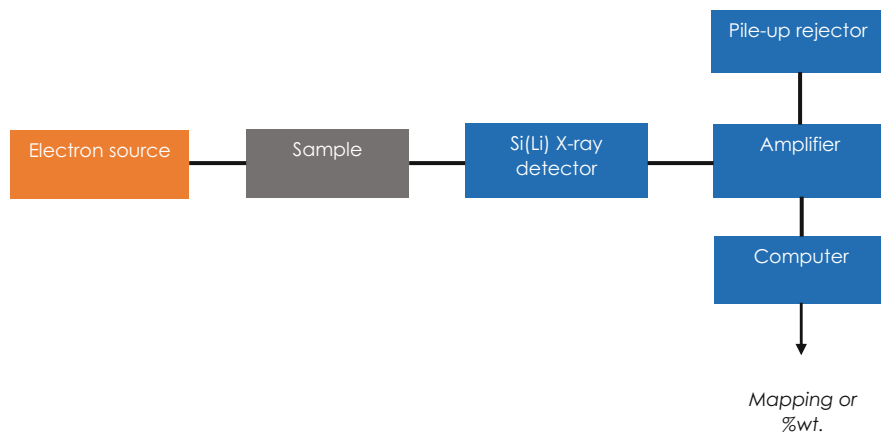 Pile-up rejector
Electron source
Sample
Si(Li) X-ray
detector
Amplifier
Computer
Mapping or
%wt.